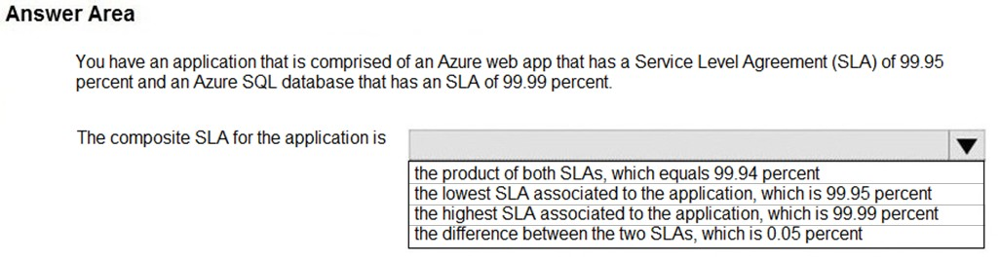 Answer Area
You have an application that is comprised of an Azure web app that has a Service Level Agreement (SLA) of 99.95
percent and an Azure SQL database that has an SLA of 99.99 percent.
The composite SLA for the application is
the product of both SLAs, which equals 99.94 percent
the lowest SLA associated to the application, which is 99.95 percent
the highest SLA associated to the application, which is 99.99 percent
the difference between the two SLAs, which is 0.05 percent